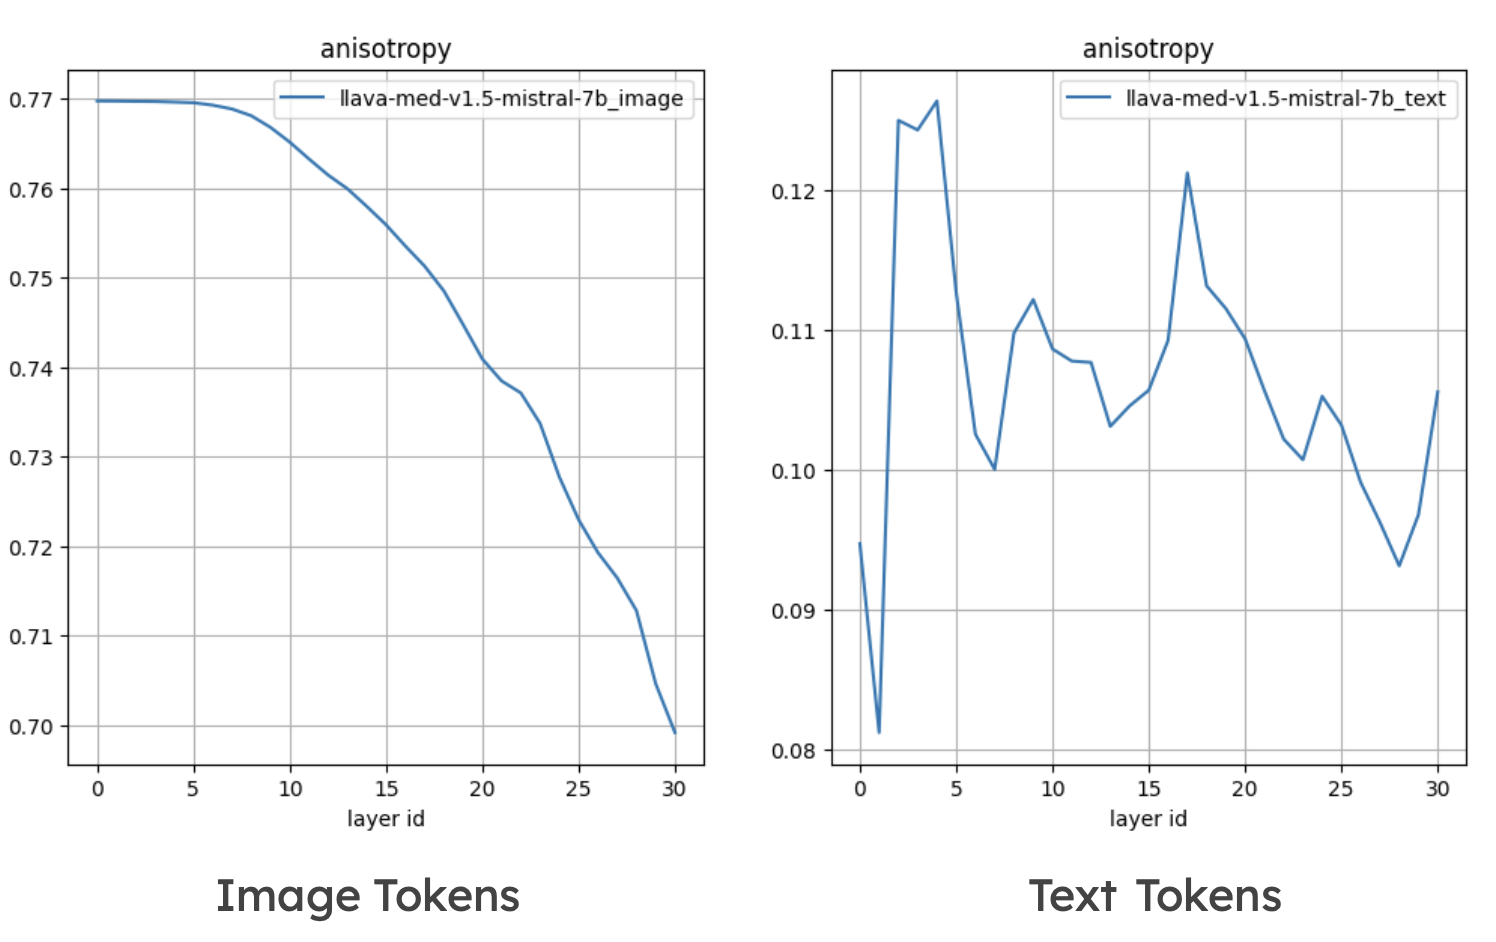 anisotropy
llava-med-v1.5-mistral-7b_image
0.77
0.76
0.75
0.74
0.73
0.72
0.71
0.70
0 5 10 15 20 25 30
layer id
Image Tokens
anisotropy
llava-med-v1.5-mistral-7b_text
0.12
0.11
0.10
0.09
0.08
0 5 10 15 20 25 30
layer id
Text Tokens